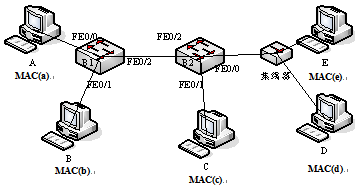 FE0/0
FE0/2
A
B1
FE0/2
B2
FE0/0
集线器
E
MAC(a).
FE0/1
FE0/1
MAC(e).
B
C
D
MAC(b).
MAC(c).
MAC(d).